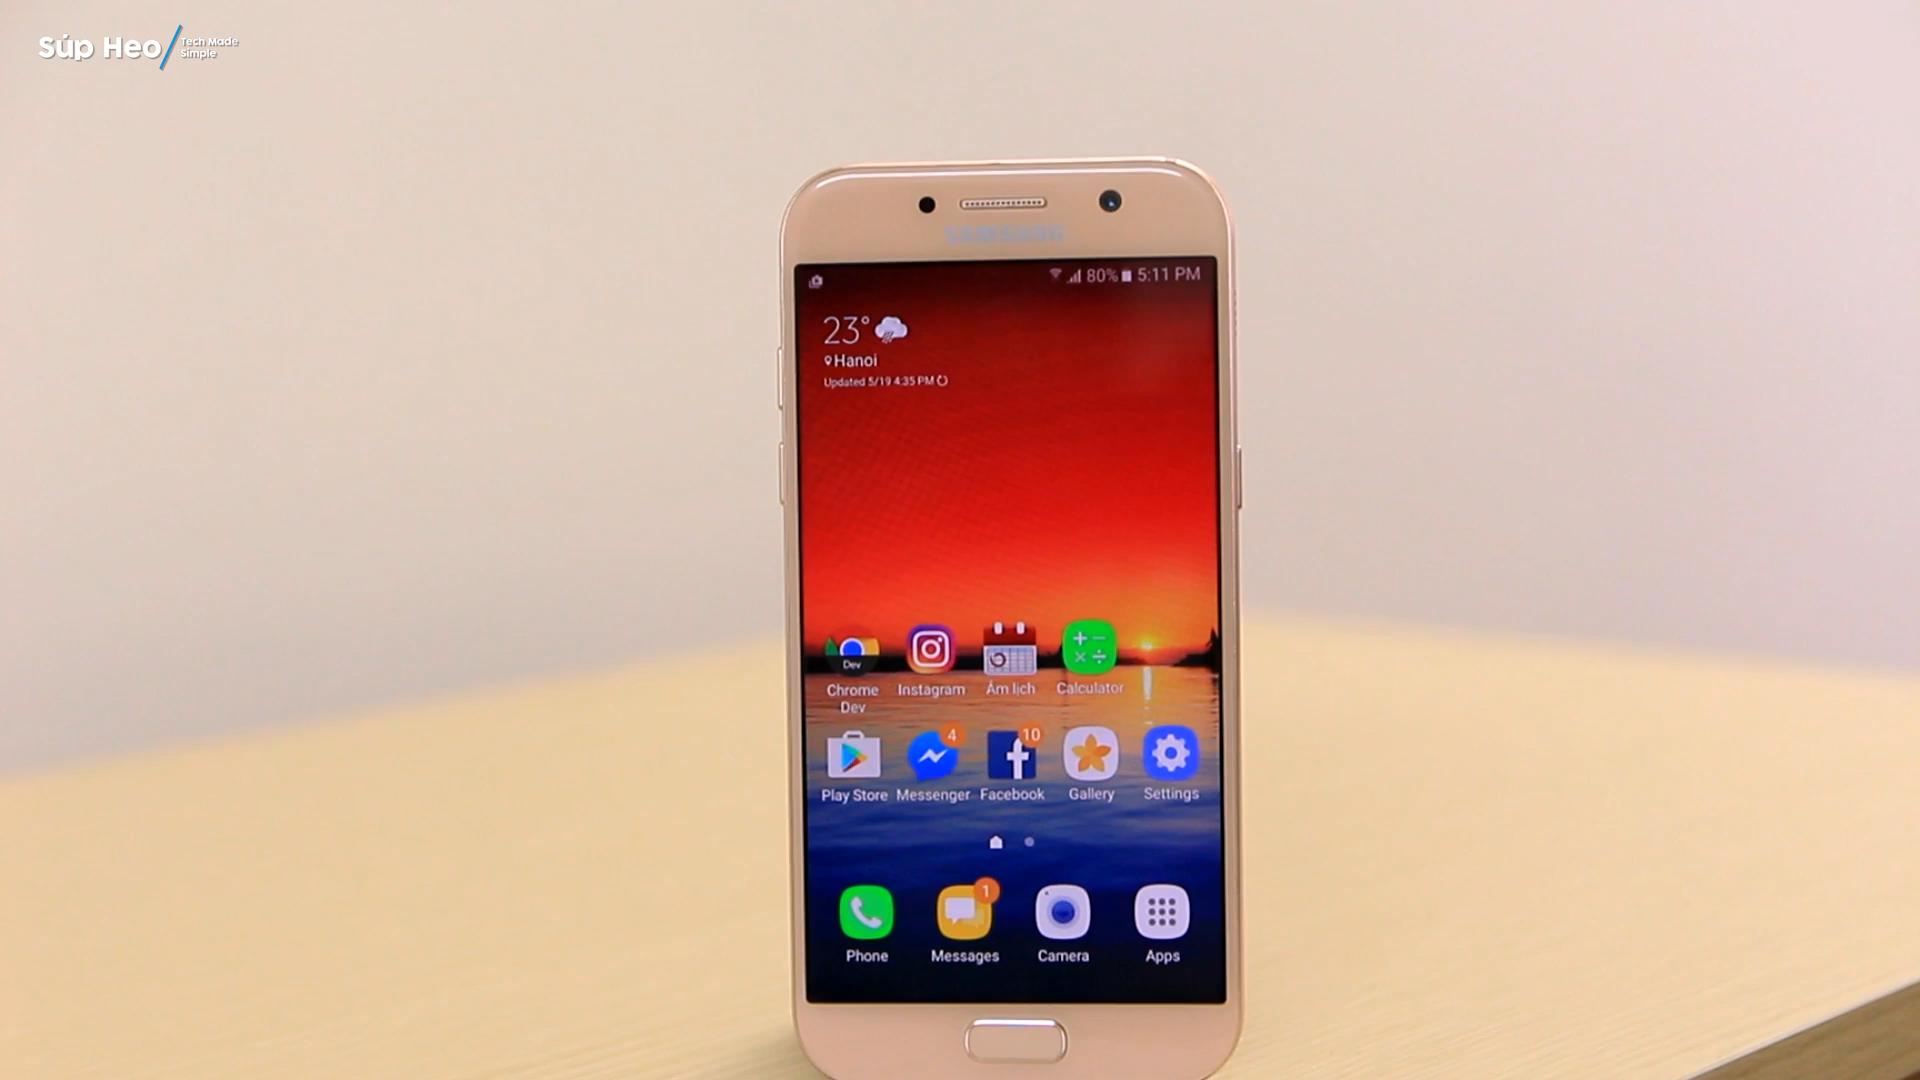 Súp Heo
Tech Made
Simple
SAMSUNG
80% 5:11 PM
23°
Hanoi
Updated 5/19 4:35 PM
Dev
Chrome Dev
Instagram
Âm lịch
Calculator
4
10
Play Store
Messenger
Facebook
Gallery
Settings
1
Phone
Messages
Camera
Apps